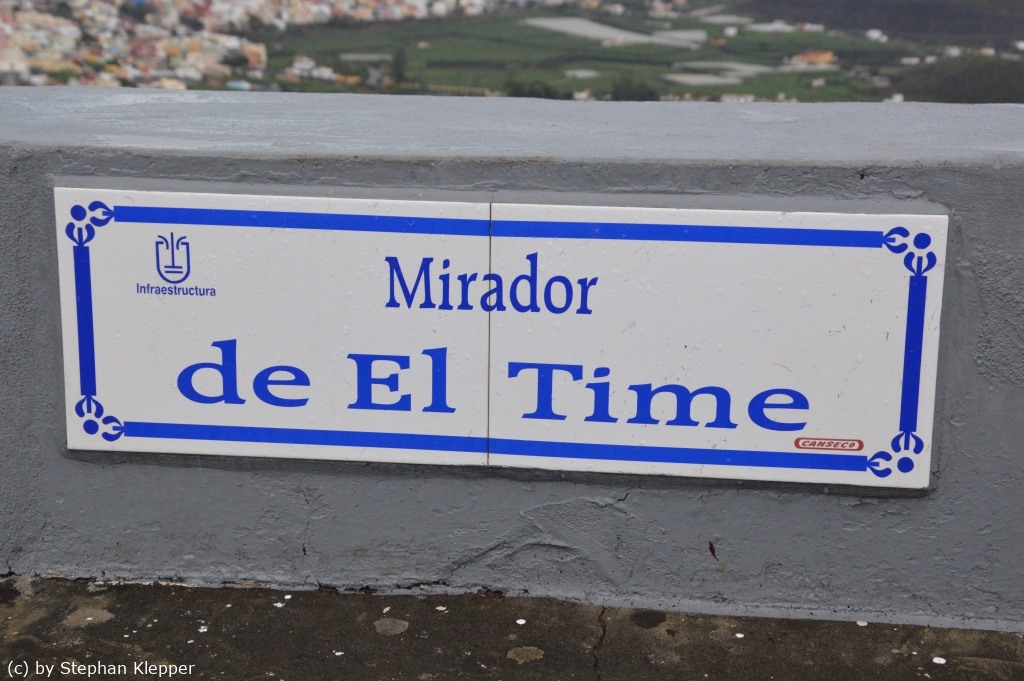 Infraestructura
Mirador
de El Time
CANSECO
(c) by Stephan Klepper